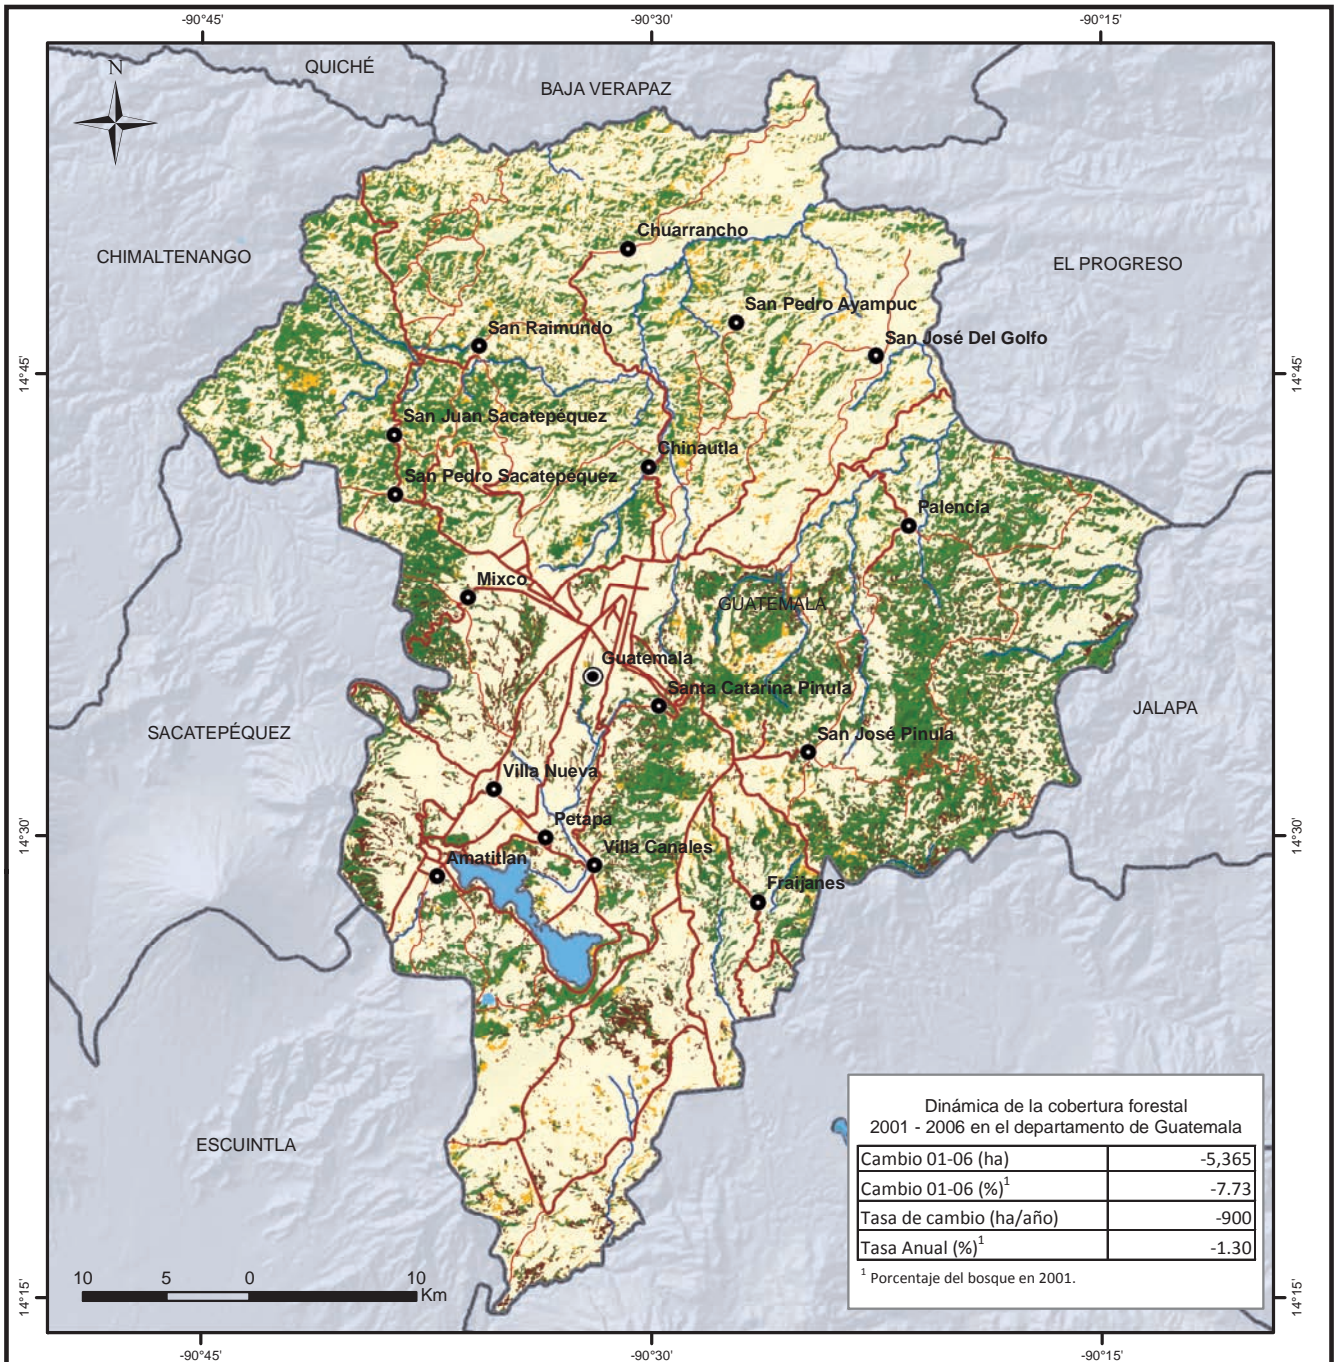 -90°45'
-90°30'
-90°15'
N
QUICHÉ
BAJA VERAPAZ
CHIMALTENANGO
Chuarrancho
EL PROGRESO
San Pedro Ayampuc
San Raimundo
San José Del Golfo
14°45'
14°45'
San Juan Sacatepéquez
Chinautla
San Pedro Sacatepéquez
Palencia
Mixco
GUATEMALA
Guatemala
Santa Catarina Pinula
JALAPA
SACATEPÉQUEZ
San José Pinula
Villa Nueva
Petapa
14°30'
14°30'
Villa Canales
Amatitlan
Fraijanes
ESCUINTLA
Dinámica de la cobertura forestal
2001 - 2006 en el departamento de Guatemala
Cambio 01-06 (ha) -5,365
Cambio 01-06 (%)1 -7.73
Tasa de cambio (ha/año) -900
Tasa Anual (%)1 -1.30
1 Porcentaje del bosque en 2001.
10 5 0 10
Km
14°15'
14°15'
-90°45'
-90°30'
-90°15'